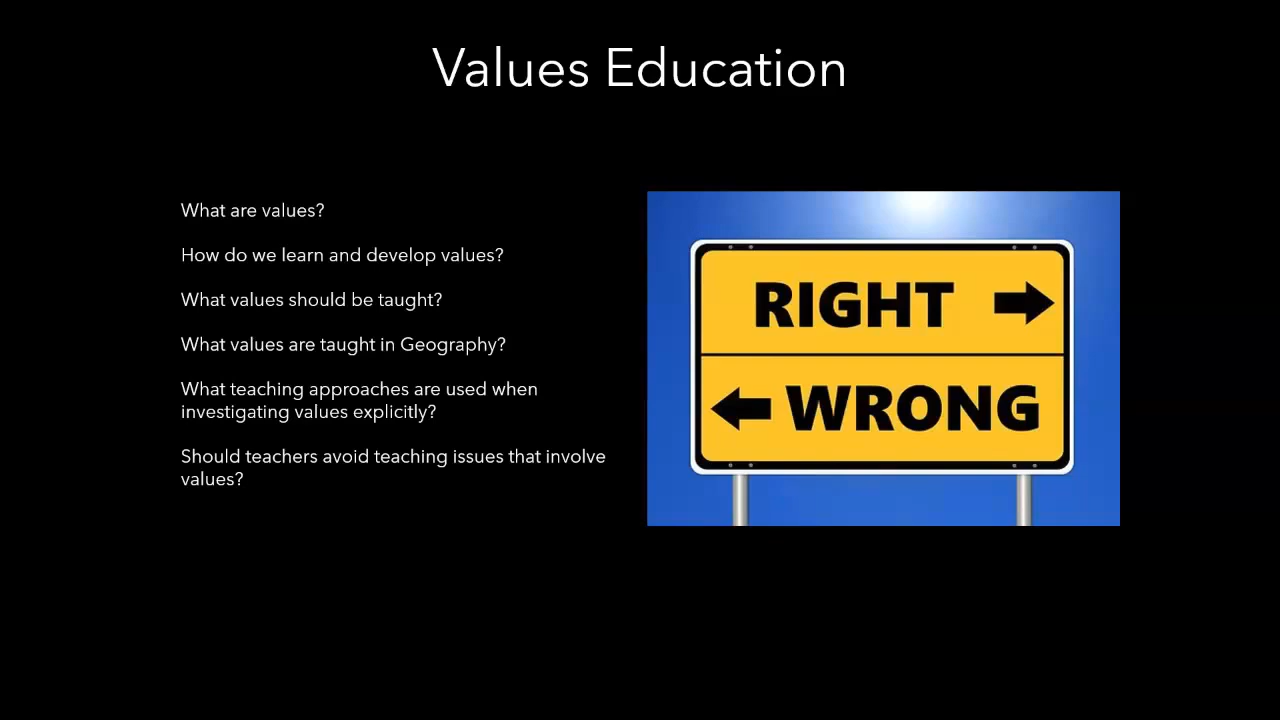 Values Education
What are values?
How do we learn and develop values?
What values should be taught?
What values are taught in Geography?
What teaching approaches are used when
investigating values explicitly?
Should teachers avoid teaching issues that involve
values?
RIGHT
WRONG